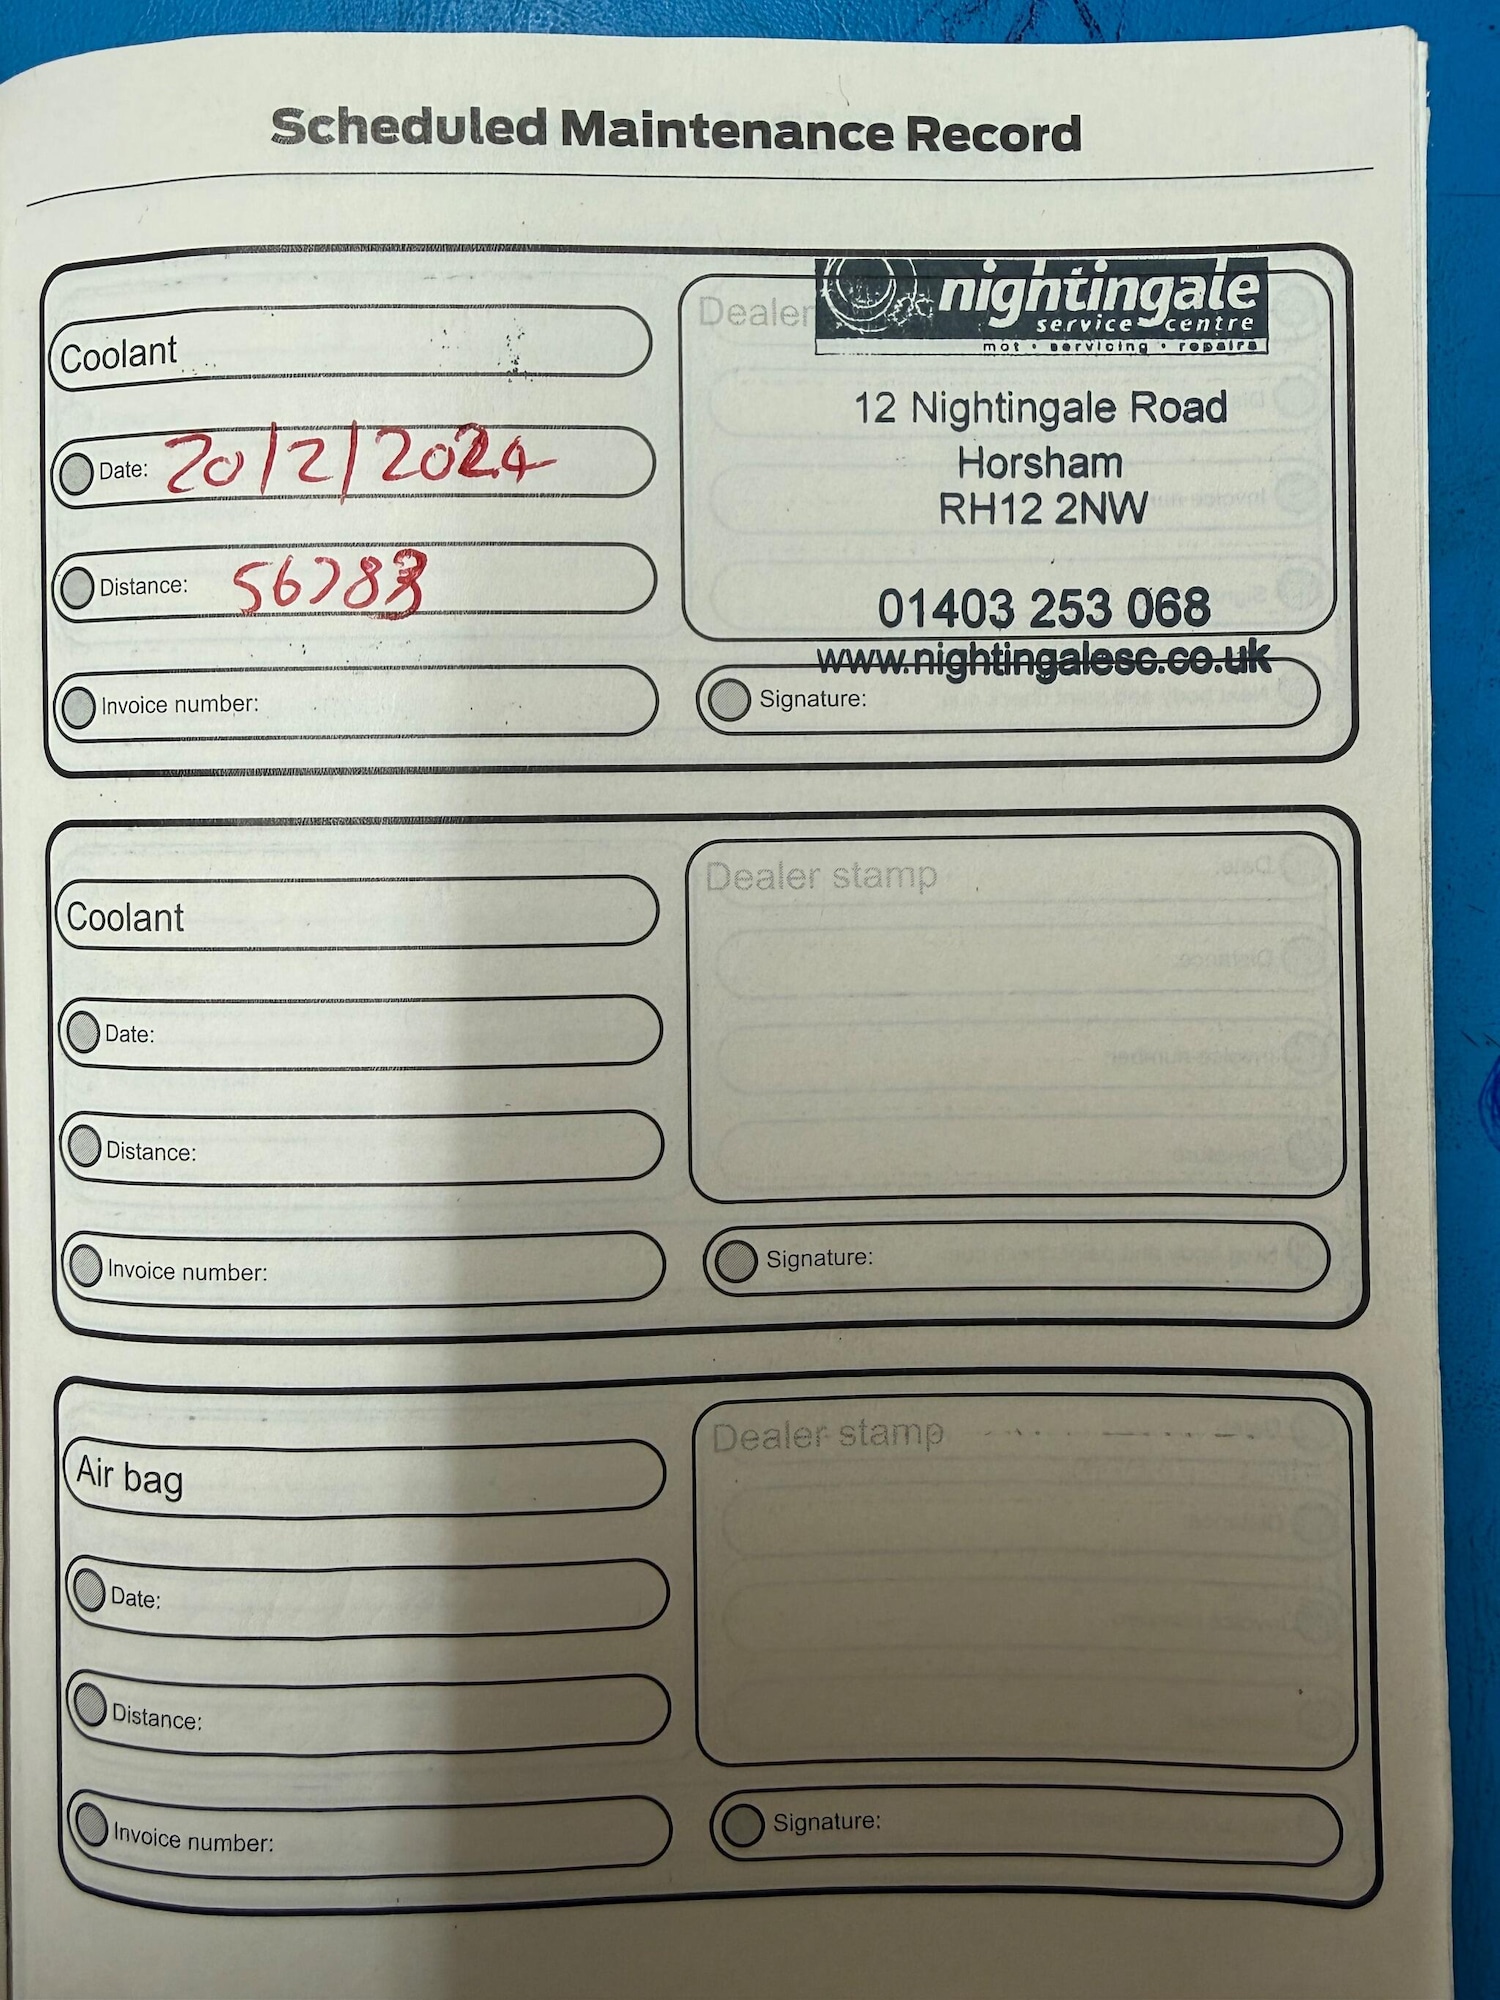 Scheduled Maintenance Record
Coolant
Date: 20/2/2024
Distance: 56783
Invoice number:
Dealer
nightingale
service centre
mot • servicing • repairs
12 Nightingale Road
Horsham
RH12 2NW
01403 253 068
www.nightingalesc.co.uk
Signature:
Coolant
Date:
Distance:
Invoice number:
Dealer stamp
Signature:
Air bag
Date:
Distance:
Invoice number:
Dealer stamp
Signature: